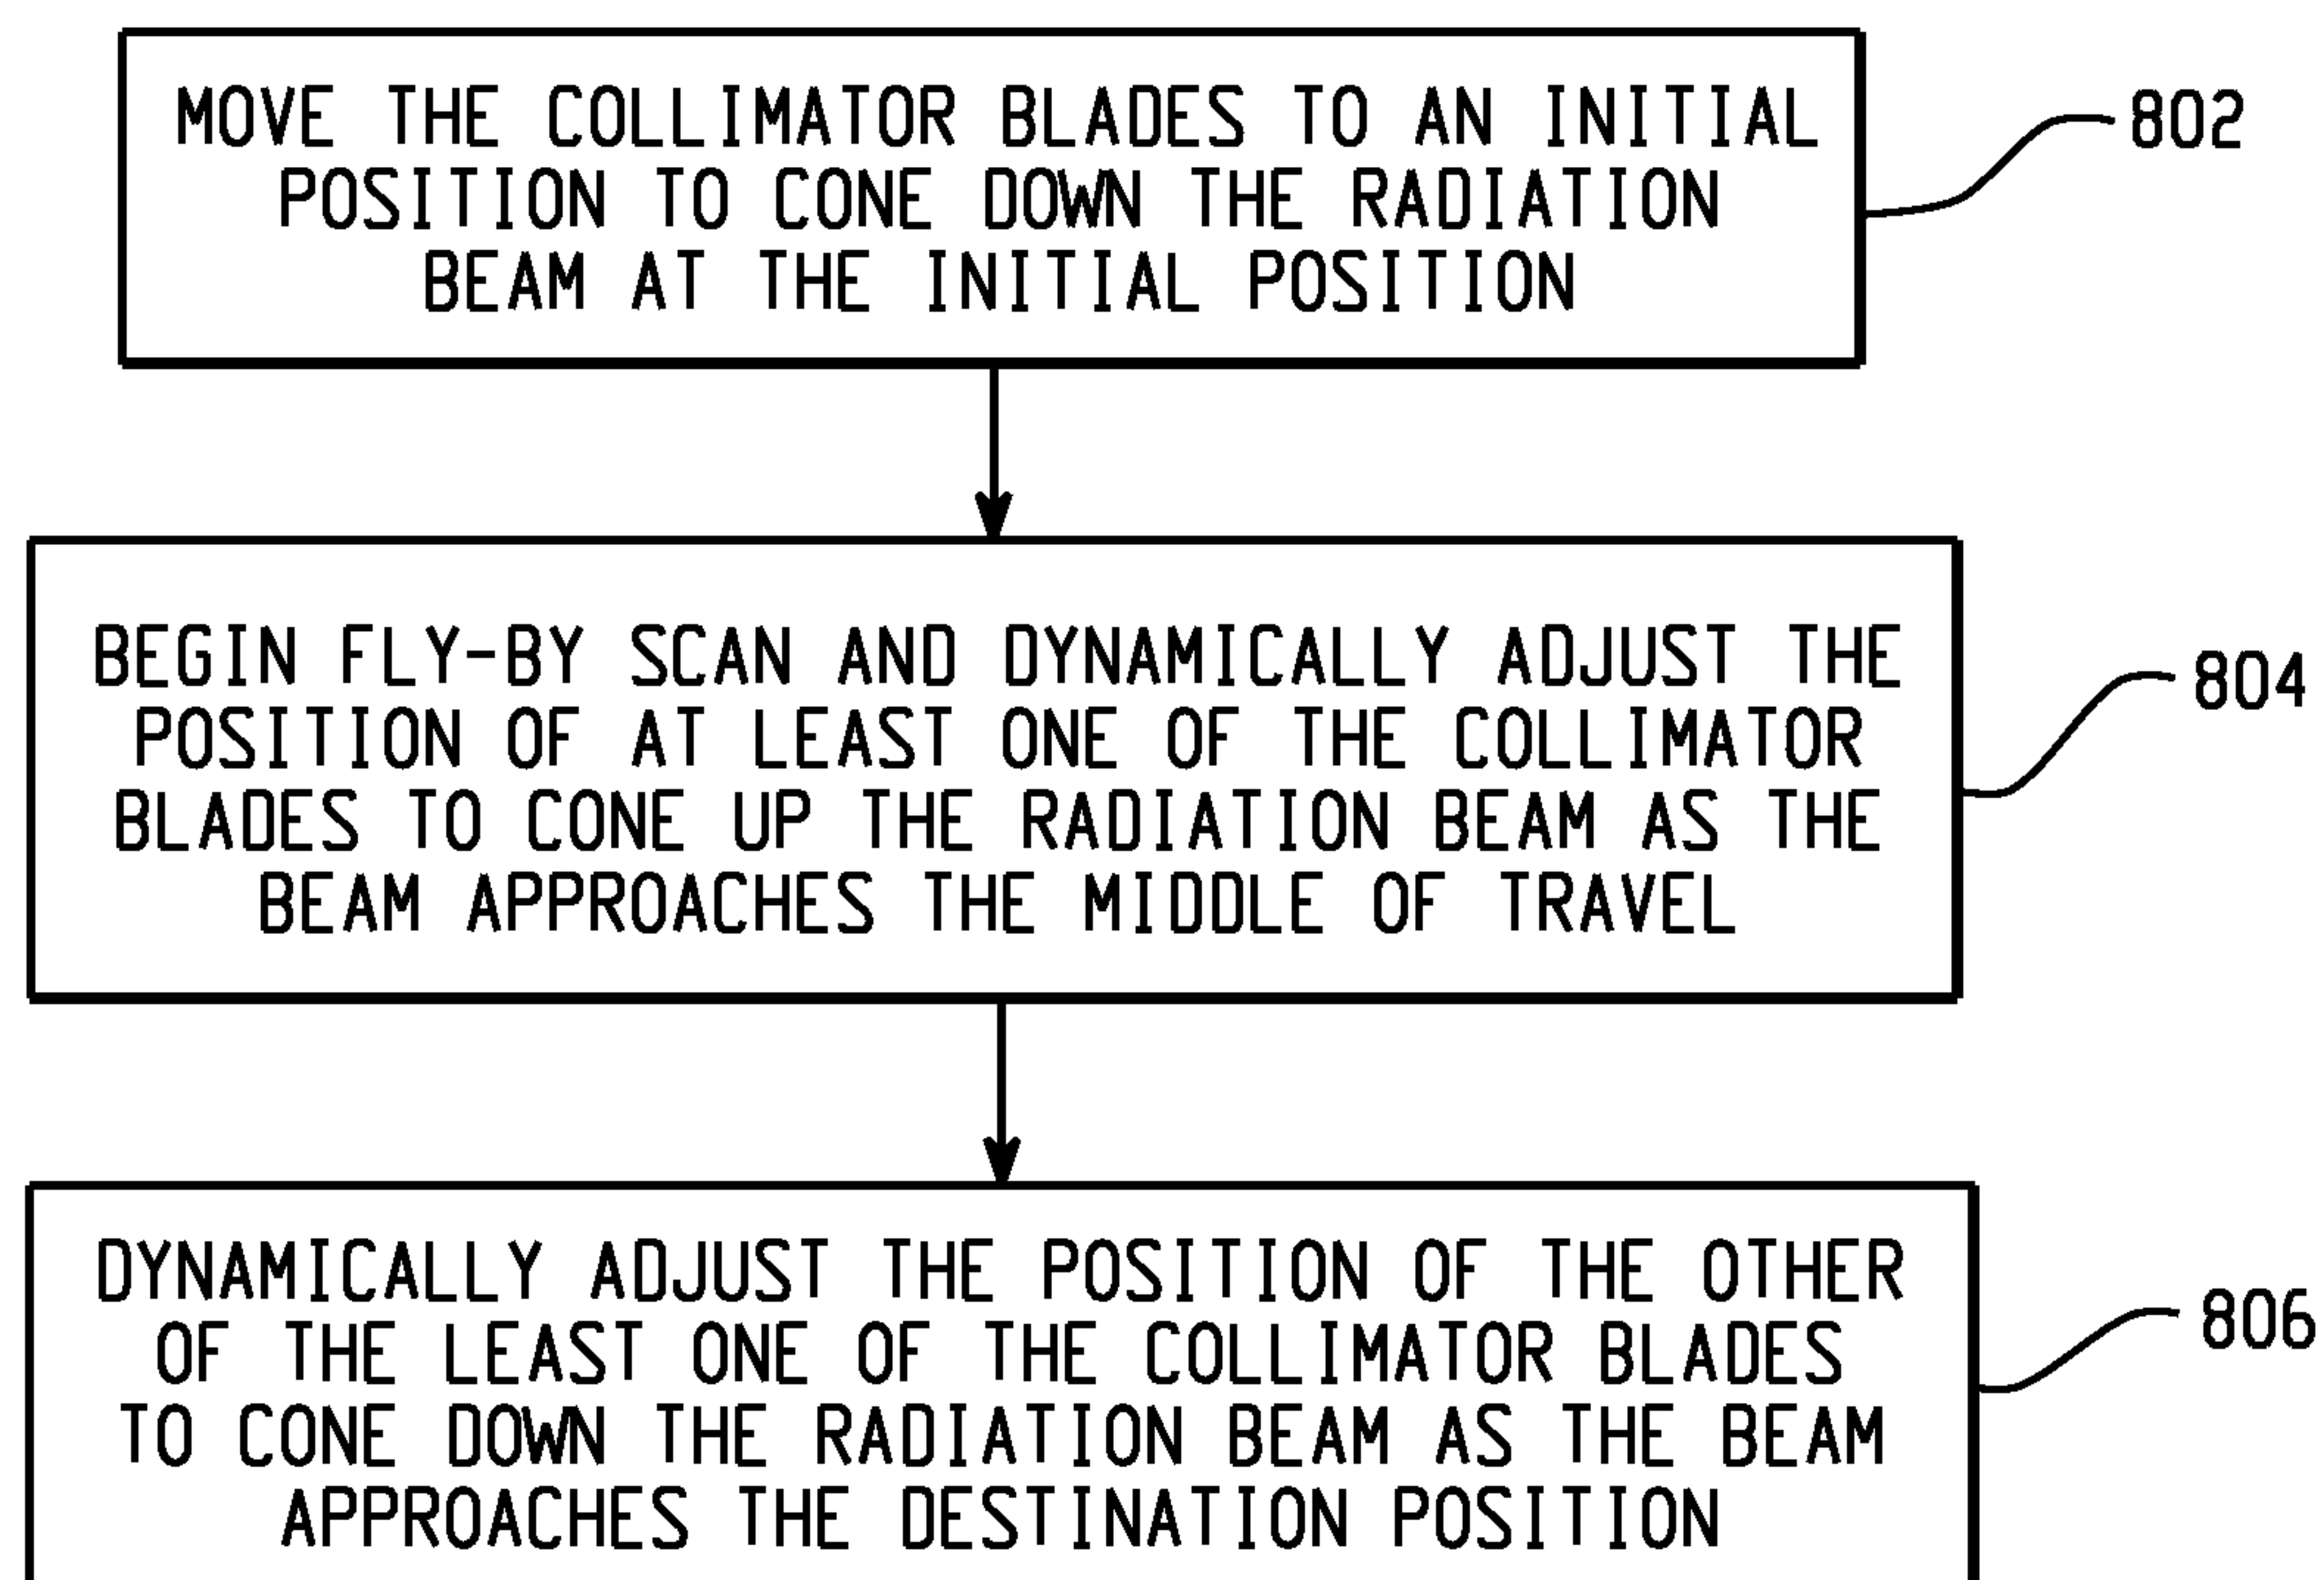 MOVE THE COLLIMATOR BLADES TO AN INITIAL
POSITION TO CONE DOWN THE RADIATION
BEAM AT THE INITIAL POSITION
802
BEGIN FLY-BY SCAN AND DYNAMICALLY ADJUST THE
POSITION OF AT LEAST ONE OF THE COLLIMATOR
BLADES TO CONE UP THE RADIATION BEAM AS THE
BEAM APPROACHES THE MIDDLE OF TRAVEL
804
DYNAMICALLY ADJUST THE POSITION OF THE OTHER
OF THE LEAST ONE OF THE COLLIMATOR BLADES
TO CONE DOWN THE RADIATION BEAM AS THE BEAM
APPROACHES THE DESTINATION POSITION
806